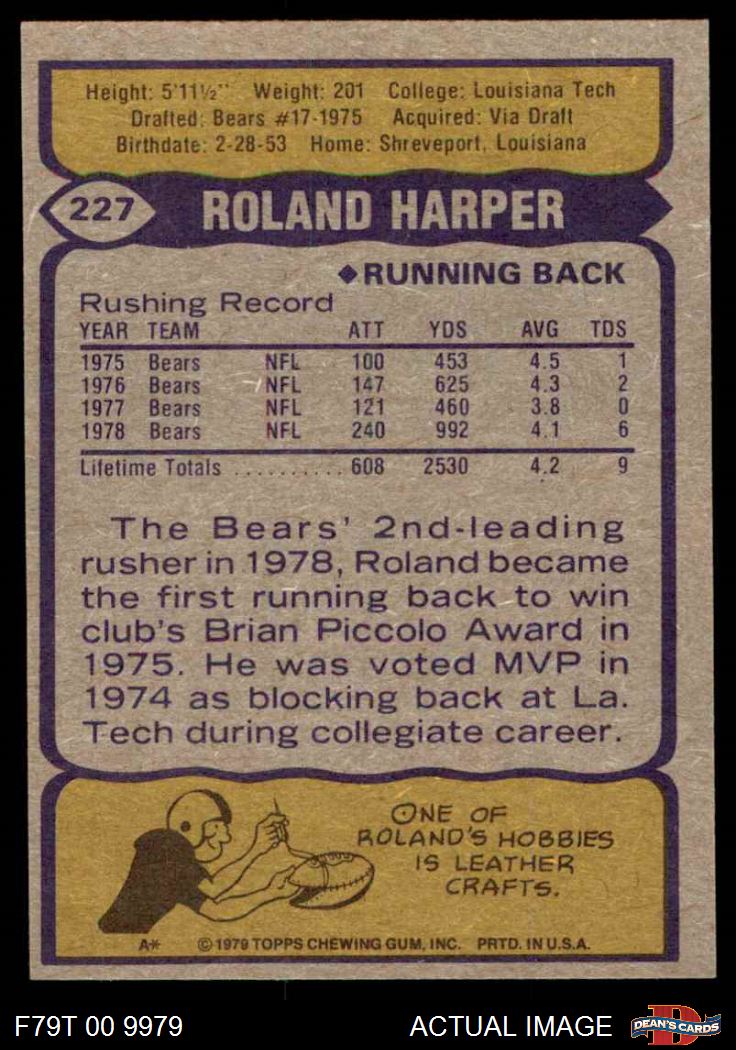 Height: 5'11½" Weight: 201 College: Louisiana Tech
Drafted: Bears #17-1975 Acquired: Via Draft
Birthdate: 2-28-53 Home: Shreveport, Louisiana
227 ROLAND HARPER
◆RUNNING BACK
Rushing Record
YEAR TEAM ATT YDS AVG TDS
1975 Bears NFL 100 453 4.5 1
1976 Bears NFL 147 625 4.3 2
1977 Bears NFL 121 460 3.8 0
1978 Bears NFL 240 992 4.1 6
Lifetime Totals .......... 608 2530 4.2 9
The Bears' 2nd-leading
rusher in 1978, Roland became
the first running back to win
club's Brian Piccolo Award in
1975. He was voted MVP in
1974 as blocking back at La.
Tech during collegiate career.
ONE OF
ROLAND'S HOBBIES
IS LEATHER
CRAFTS.
A* ©1979 TOPPS CHEWING GUM, INC. PRTD. IN U.S.A.
F79T 00 9979 ACTUAL IMAGE D DEAN'S CARDS